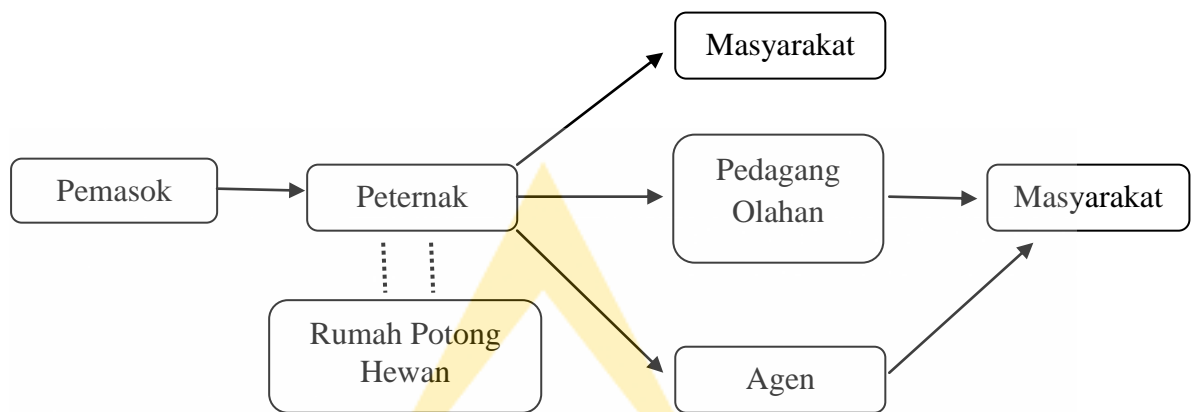 Masyarakat
Pemasok
Peternak
Pedagang
Olahan
Masyarakat
Rumah Potong
Hewan
Agen